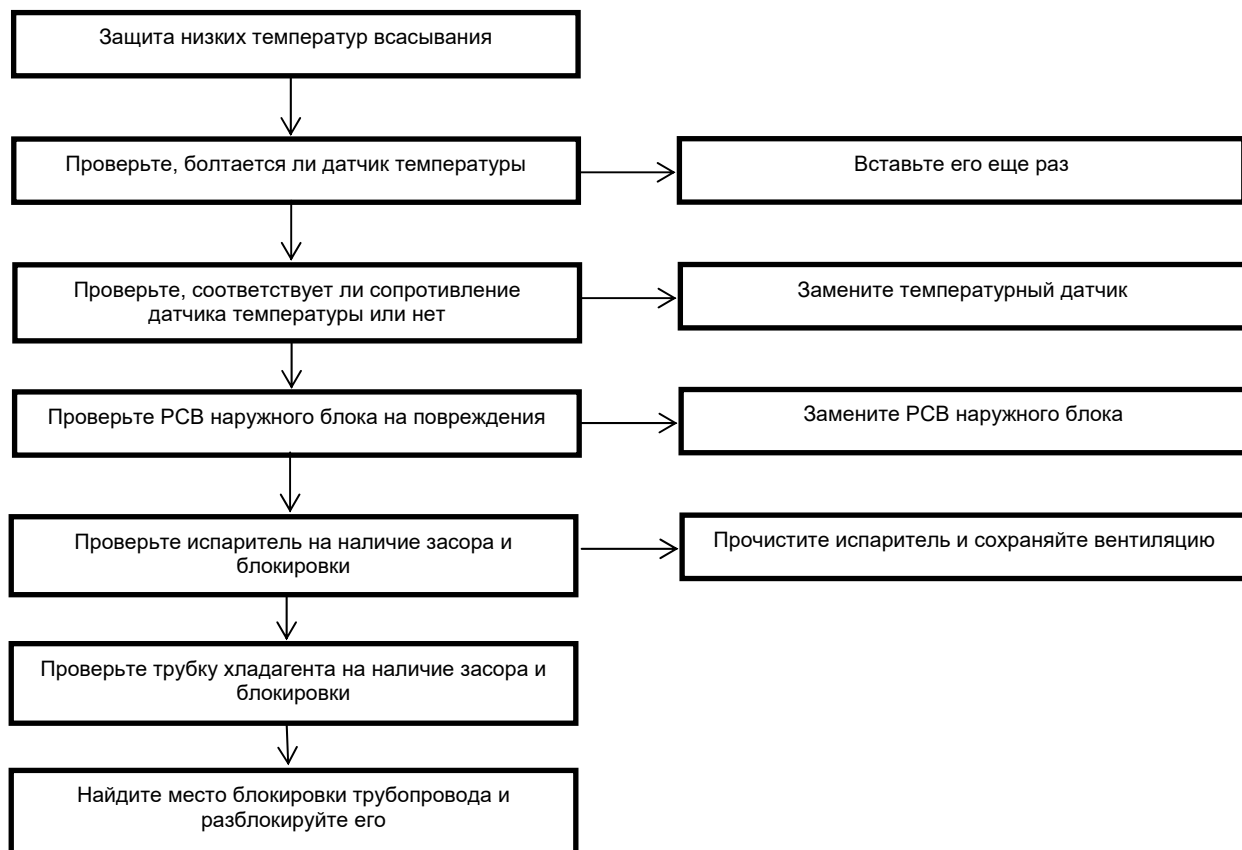 Защита низких температур всасывания
Проверьте, болтается ли датчик температуры
Вставьте его еще раз
Проверьте, соответствует ли сопротивление
датчика температуры или нет
Замените температурный датчик
Проверьте PCB наружного блока на повреждения
Замените PCB наружного блока
Проверьте испаритель на наличие засора и
блокировки
Прочистите испаритель и сохраняйте вентиляцию
Проверьте трубку хладагента на наличие засора и
блокировки
Найдите место блокировки трубопровода и
разблокируйте его